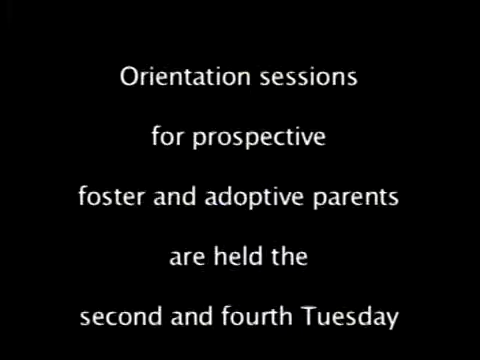 Orientation sessions
for prospective
foster and adoptive parents
are held the
second and fourth Tuesday